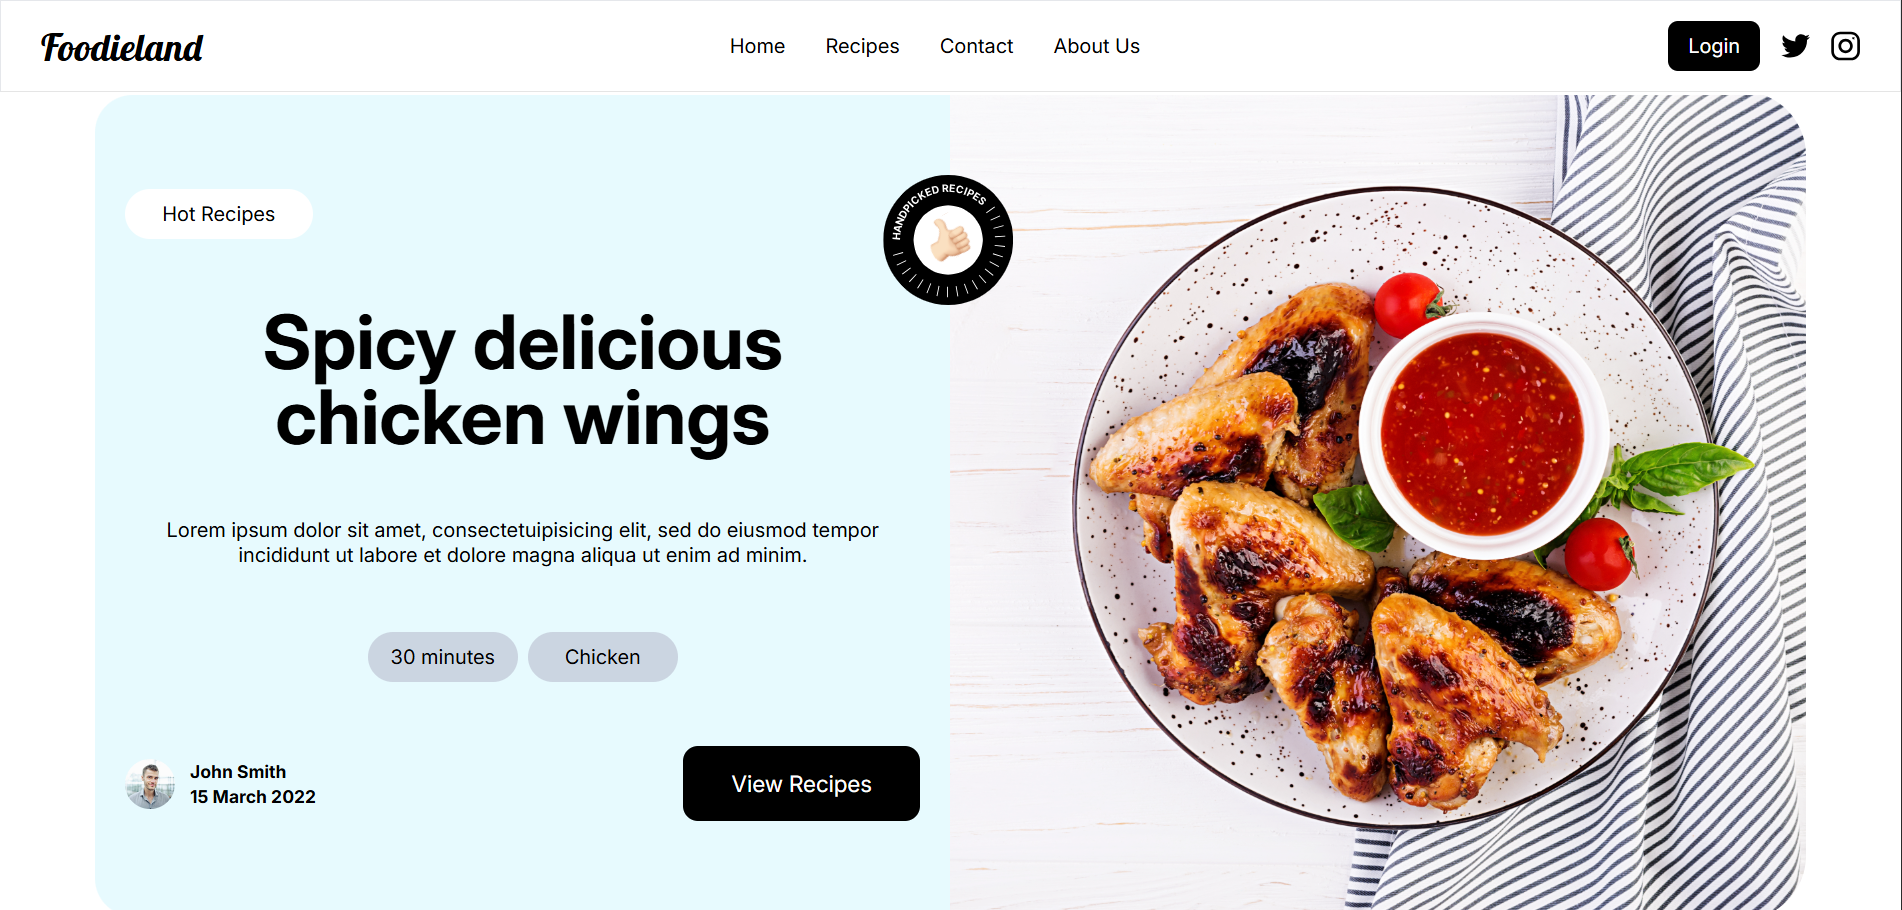 Foodieland
Home Recipes Contact About Us
Login
Hot Recipes
HANDPICKED RECIPES
Spicy delicious
chicken wings
Lorem ipsum dolor sit amet, consectetuipisicing elit, sed do eiusmod tempor
incididunt ut labore et dolore magna aliqua ut enim ad minim.
30 minutes Chicken
John Smith
15 March 2022
View Recipes